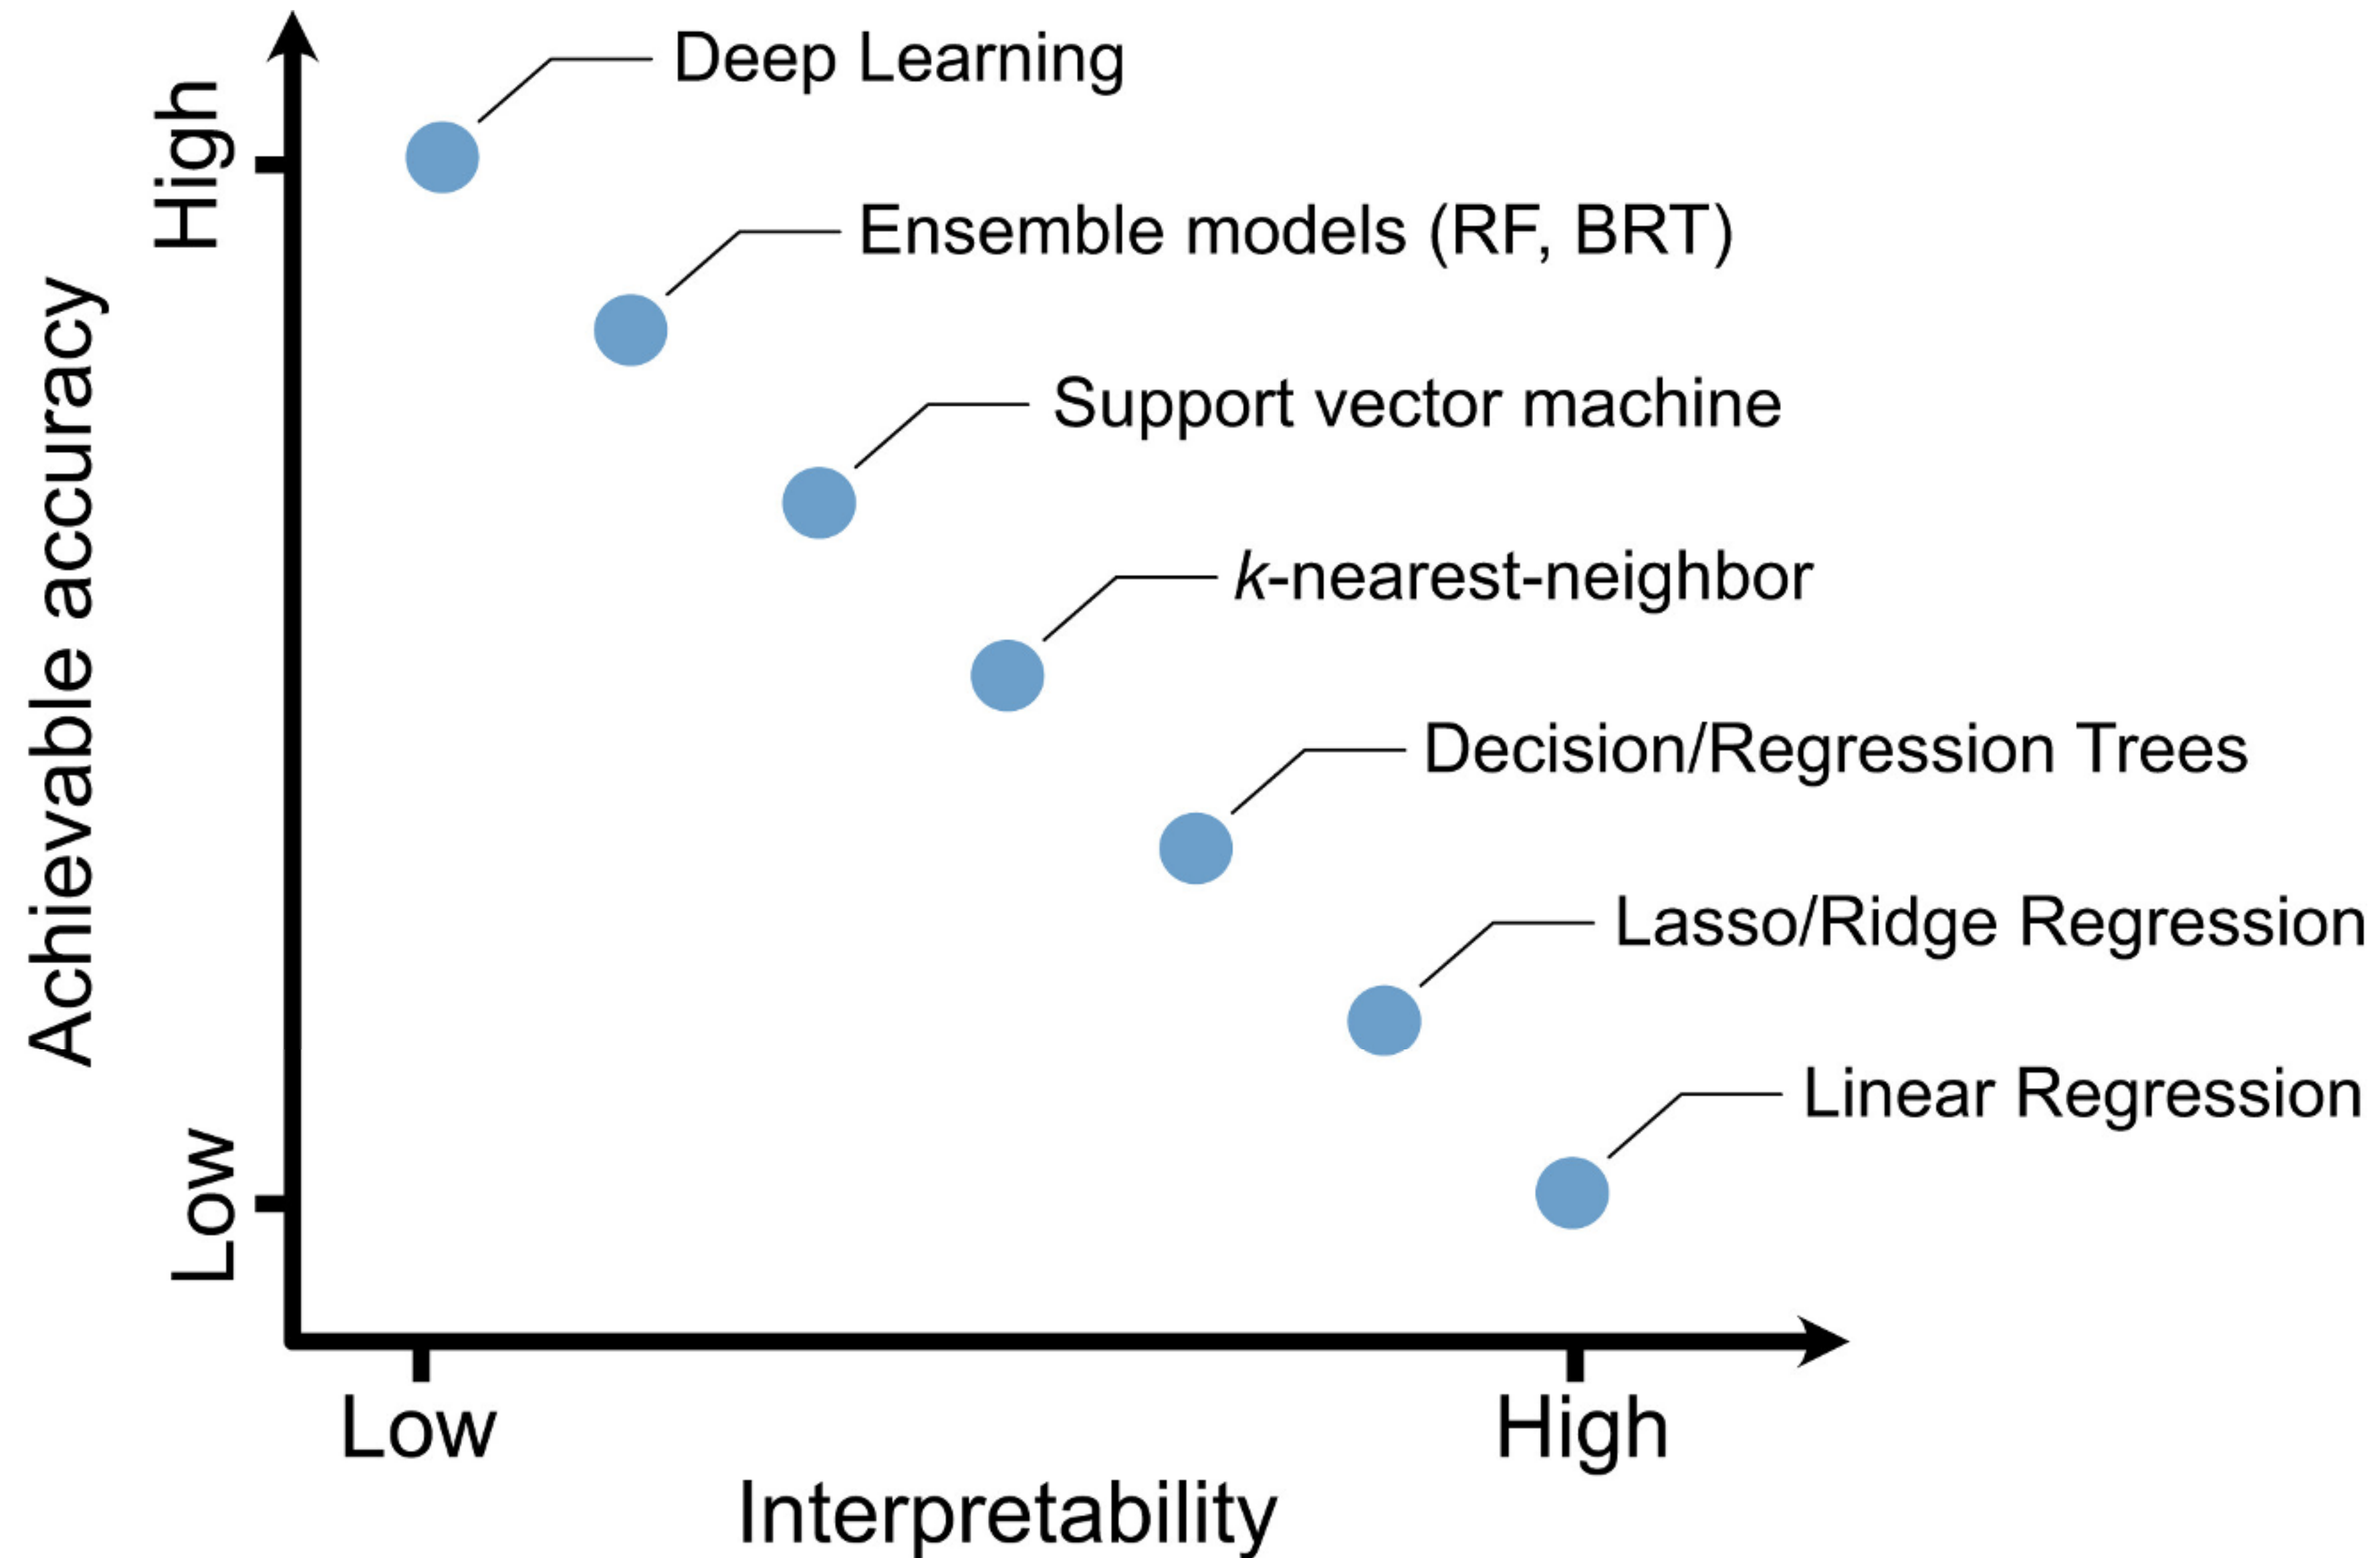 Deep Learning
Ensemble models (RF, BRT)
Support vector machine
k-nearest-neighbor
Decision/Regression Trees
Lasso/Ridge Regression
Linear Regression
High
Achievable accuracy
Low
Low
High
Interpretability